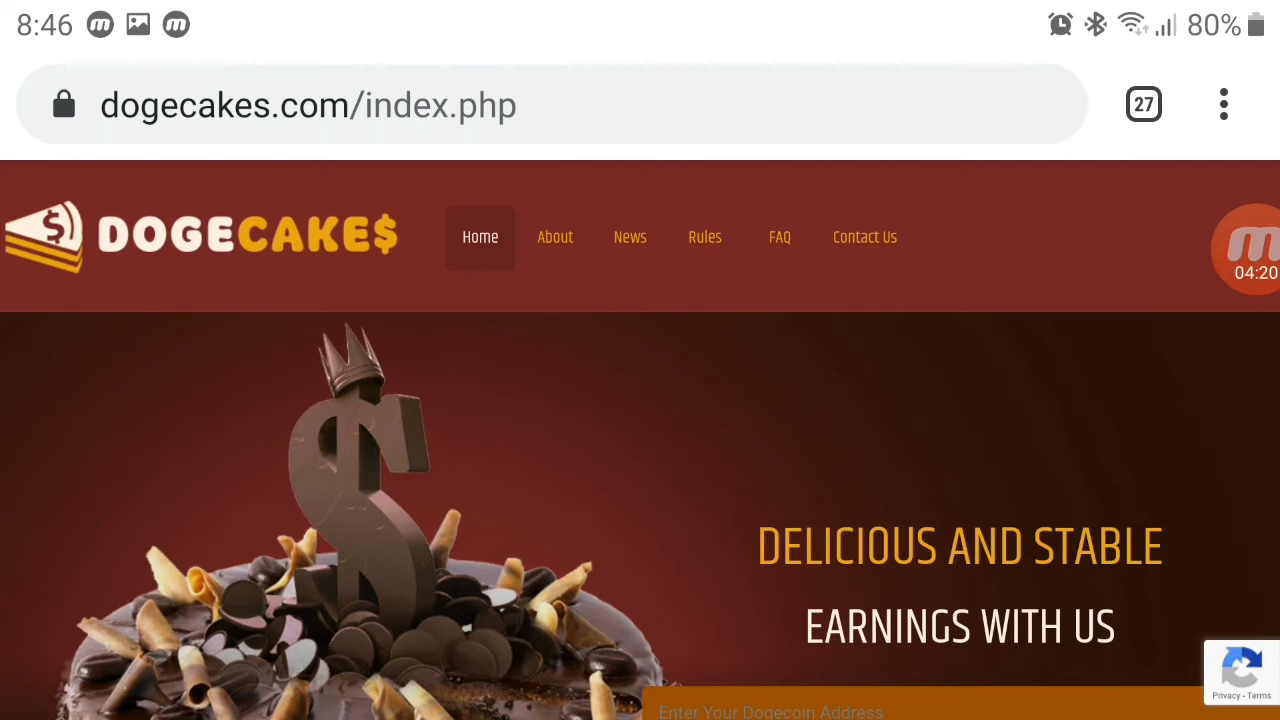 8:46 80%
dogecakes.com/index.php 27
DOGECAKE$ Home About News Rules FAQ Contact Us
04:20
DELICIOUS AND STABLE
EARNINGS WITH US
Privacy - Terms
Enter Your Dogecoin Address